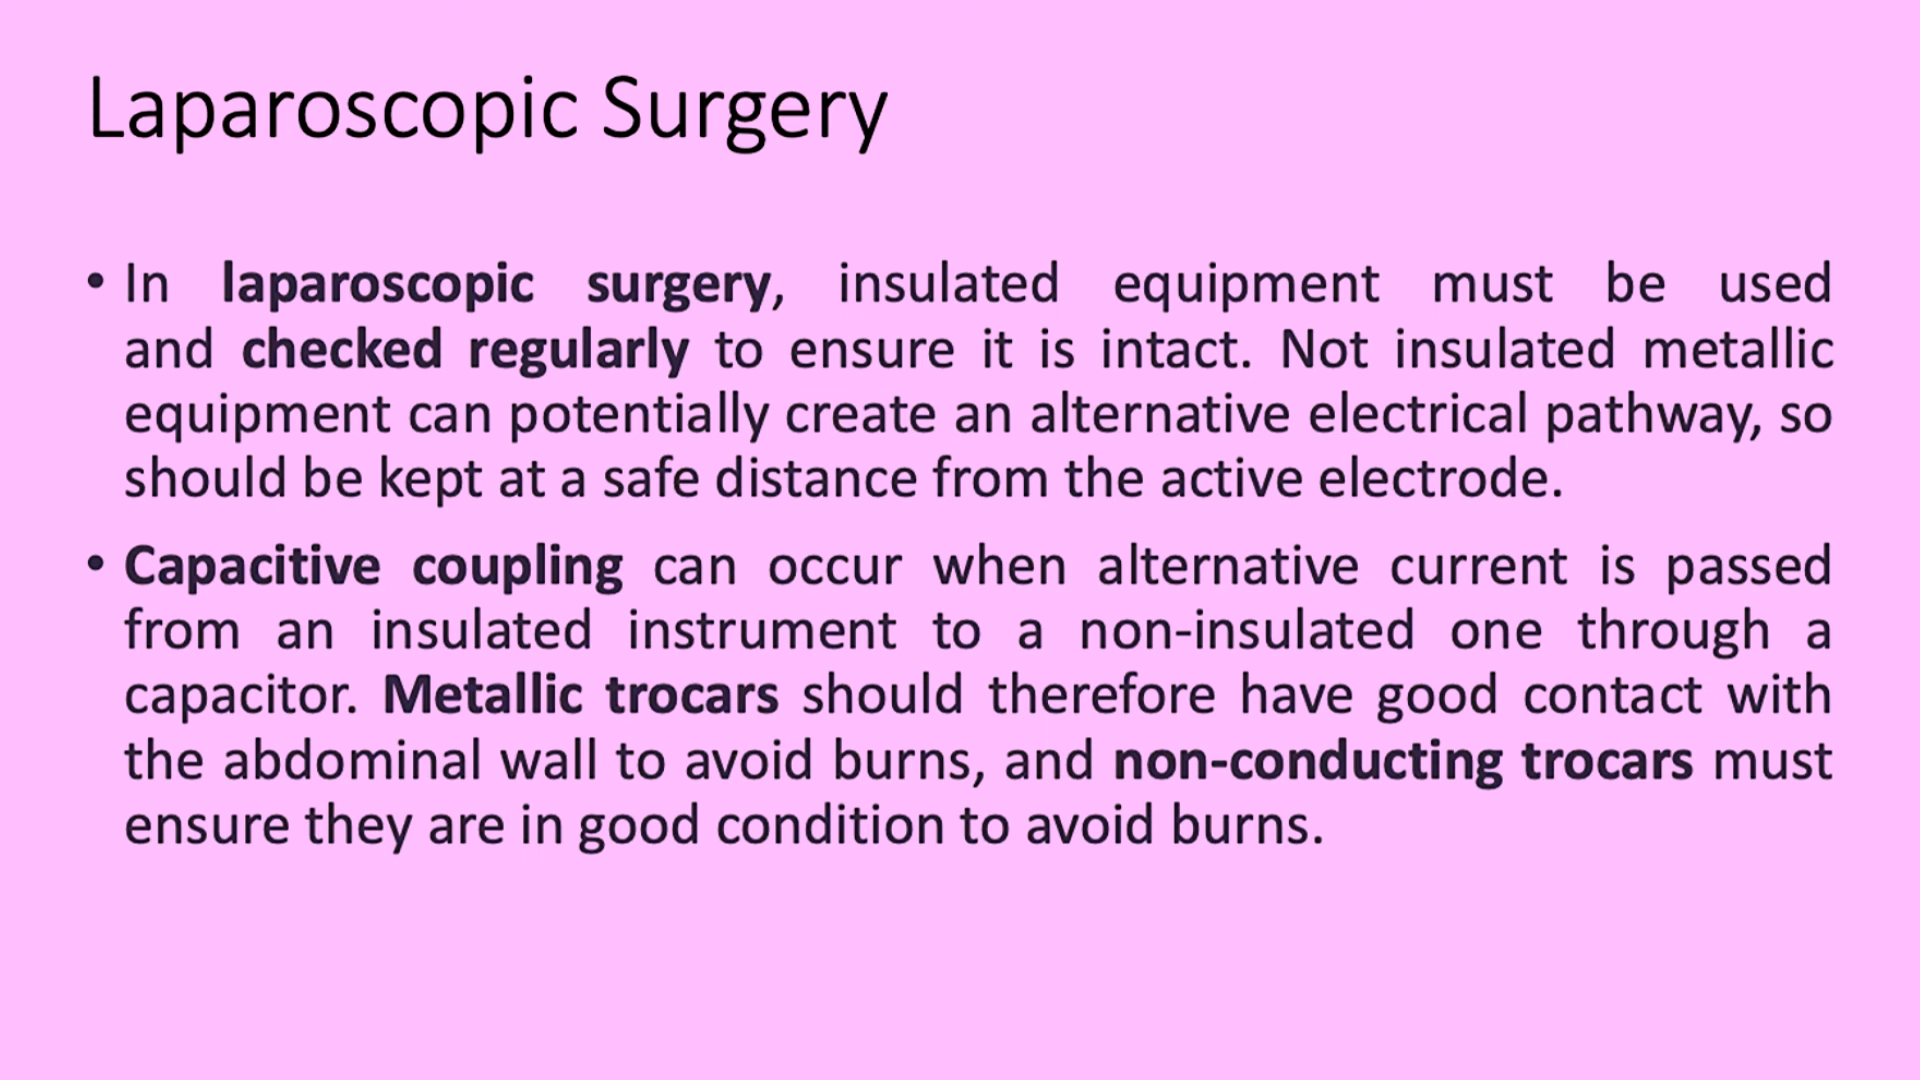 Laparoscopic Surgery
• In laparoscopic surgery, insulated equipment must be used
and checked regularly to ensure it is intact. Not insulated metallic
equipment can potentially create an alternative electrical pathway, so
should be kept at a safe distance from the active electrode.
• Capacitive coupling can occur when alternative current is passed
from an insulated instrument to a non-insulated one through a
capacitor. Metallic trocars should therefore have good contact with
the abdominal wall to avoid burns, and non-conducting trocars must
ensure they are in good condition to avoid burns.